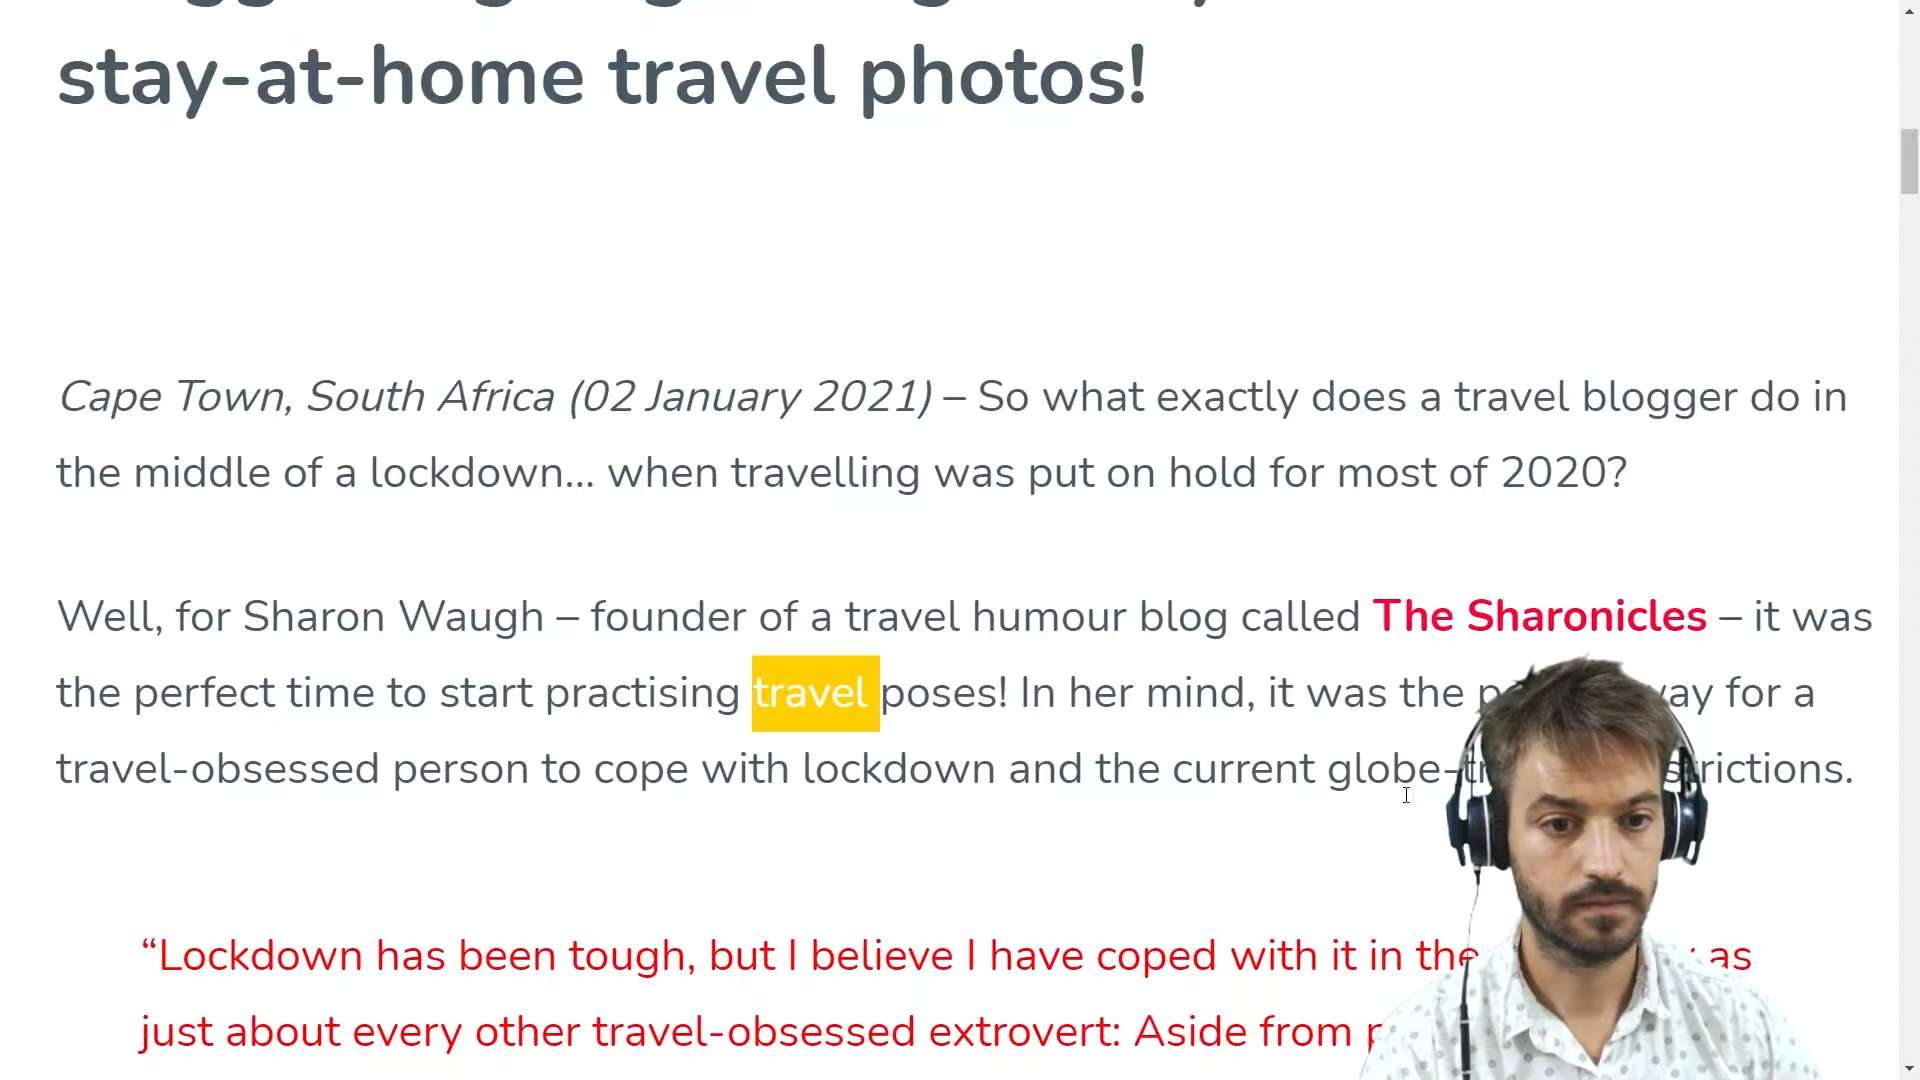 stay-at-home travel photos!
Cape Town, South Africa (02 January 2021) – So what exactly does a travel blogger do in
the middle of a lockdown... when travelling was put on hold for most of 2020?
Well, for Sharon Waugh – founder of a travel humour blog called The Sharonicles – it was
the perfect time to start practising travel poses! In her mind, it was the for a
travel-obsessed person to cope with lockdown and the current
“Lockdown has been tough, but I believe I have coped with it in the as
just about every other travel-obsessed extrovert: Aside from